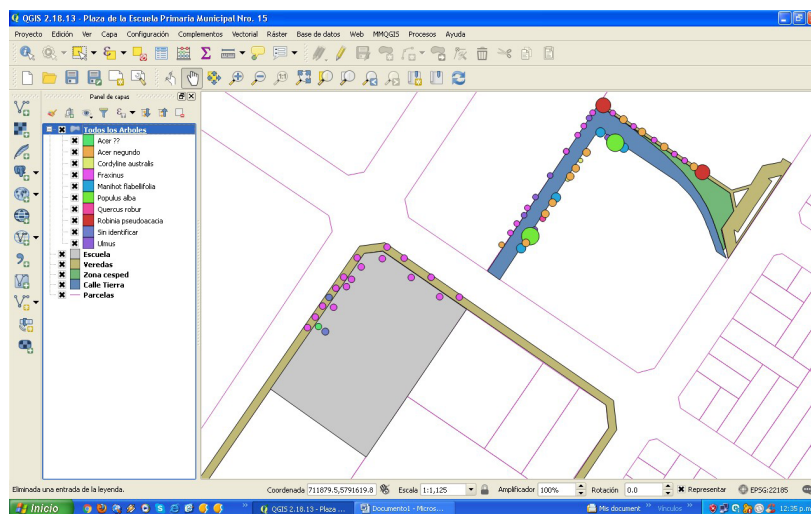 QGIS 2.18.13 - Plaza de la Escuela Primaria Municipal Nro. 15
Proyecto Edición Ver Capa Configuración Complementos Vectorial Ráster Base de datos Web MMQGIS Procesos Ayuda
Panel de capas
Todos los Arboles
Acer ??
Acer negundo
Cordyline australis
Fraxinus
Manihot flabellifolia
Populus alba
Quercus robur
Robinia pseudoacacia
Sin identificar
Ulmus
Escuela
Veredas
Zona cesped
Calle Tierra
Parcelas
Eliminada una entrada de la leyenda.
Coordenada 711879.5,5791619.8 Escala 1:1,125 Amplificador 100% Rotación 0.0 Representar EPSG:22185
Inicio
QGIS 2.18.13 - Plaza ...
Documento1 - Micros...
Mis document
Vinculos
12:35 p.m.